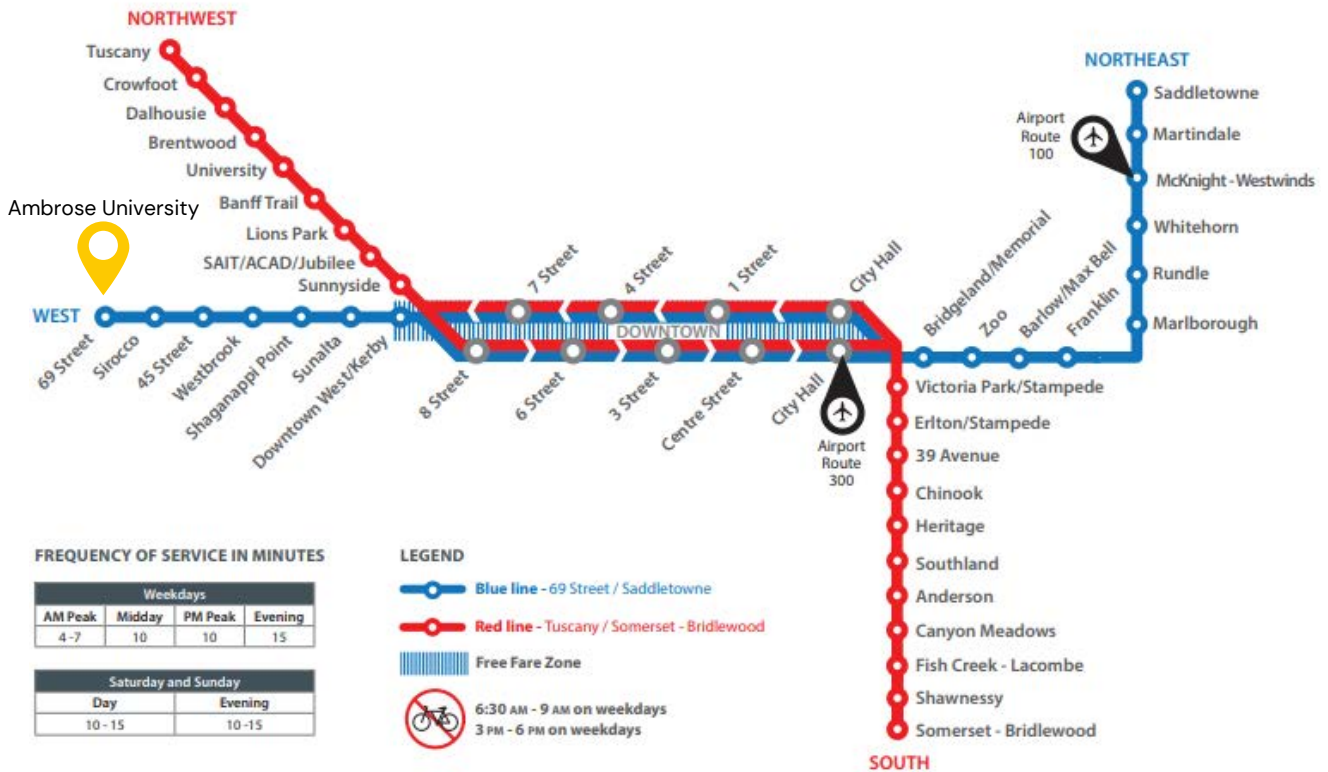 NORTHWEST
Tuscany
Crowfoot
Dalhousie
Brentwood
University
Banff Trail
Lions Park
SAIT/ACAD/Jubilee
Sunnyside
Ambrose University
WEST
69 Street
Sirocco
45 Street
Westbrook
Shaganappi Point
Sunalta
Downtown West/Kerby
7 Street
4 Street
1 Street
City Hall
DOWNTOWN
8 Street
6 Street
3 Street
Centre Street
City Hall
Airport
Route
300
Bridgeland/Memorial
Zoo
Barlow/Max Bell
Franklin
NORTHEAST
Saddletowne
Martindale
Airport
Route
100
McKnight - Westwinds
Whitehorn
Rundle
Marlborough
Victoria Park/Stampede
Erlton/Stampede
39 Avenue
Chinook
Heritage
Southland
Anderson
Canyon Meadows
Fish Creek - Lacombe
Shawnessy
Somerset - Bridlewood
SOUTH
FREQUENCY OF SERVICE IN MINUTES
Weekdays
AM Peak Midday PM Peak Evening
4 -7 10 10 15
Saturday and Sunday
Day Evening
10 - 15 10 -15
LEGEND
Blue line - 69 Street / Saddletowne
Red line - Tuscany / Somerset - Bridlewood
Free Fare Zone
6:30 AM - 9 AM on weekdays
3 PM - 6 PM on weekdays